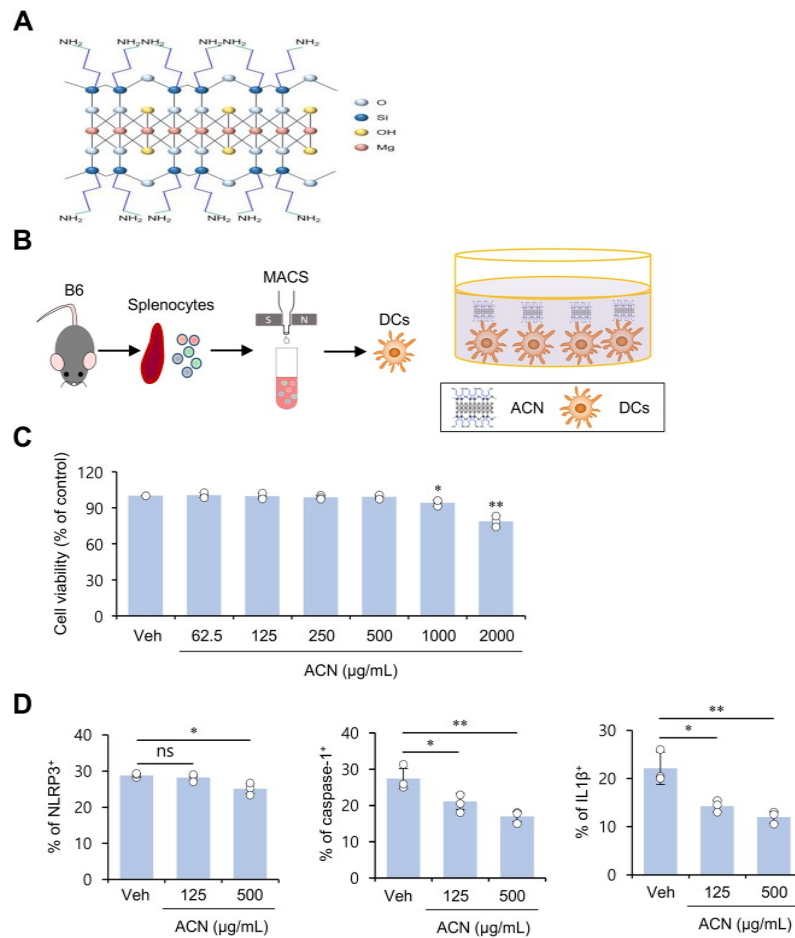 A
NH2 NH2 NH2 NH2 NH2 NH2
O
Si
OH
Mg
NH2 NH2 NH2 NH2 NH2 NH2
B
B6
Splenocytes
MACS
S N
DCs
ACN DCs
C
Cell viability (% of control)
120
90
60
30
0
* **
Veh 62.5 125 250 500 1000 2000
ACN (µg/mL)
D
% of NLRP3⁺
40
30
20
10
0
*
ns
Veh 125 500
ACN (µg/mL)
% of caspase-1⁺
40
30
20
10
0
**
*
Veh 125 500
ACN (µg/mL)
% of IL1β⁺
30
20
10
0
**
*
Veh 125 500
ACN (µg/mL)